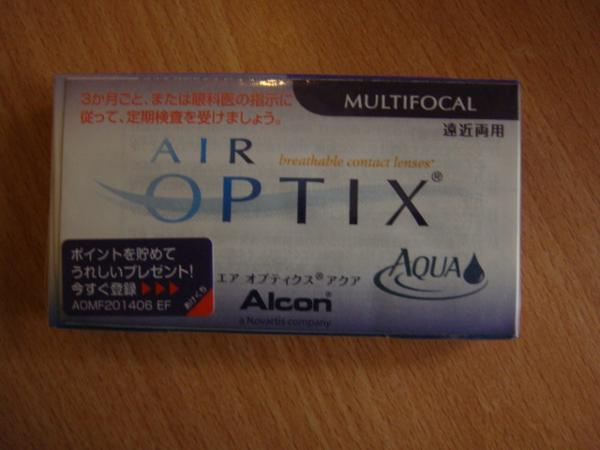 3か月ごと、または眼科医の指示に
従って、定期検査を受けましょう。
MULTIFOCAL
遠近両用
AIR
breathable contact lenses*
OPTIX®
AQUA
ポイントを貯めて
うれしいプレゼント!
今すぐ登録▶▶▶
AOMF201406 EF
あけくち
エア オプティクス® アクア
Alcon®
a Novartis company